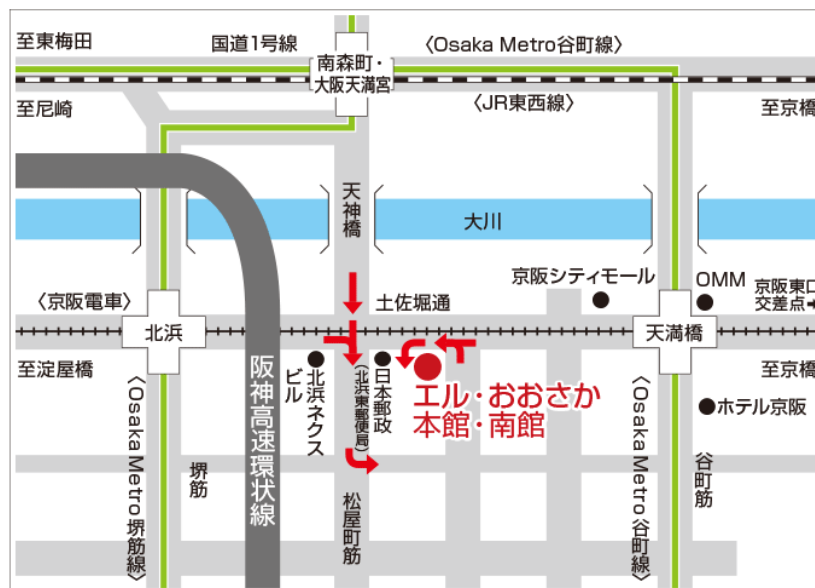 至東梅田
国道1号線
〈Osaka Metro谷町線〉
南森町・
大阪天満宮
至尼崎
〈JR東西線〉
至京橋
天神橋
大川
京阪シティモール
OMM
京阪東口
交差点
〈京阪電車〉
土佐堀通
北浜
天満橋
至淀屋橋
至京橋
阪神高速環状線
北浜ネクス
ビル
日本郵政
(北浜東郵便局)
エル・おおさか
本館・南館
ホテル京阪
〈Osaka Metro堺筋線〉
堺筋
松屋町筋
〈Osaka Metro谷町線〉
谷町筋